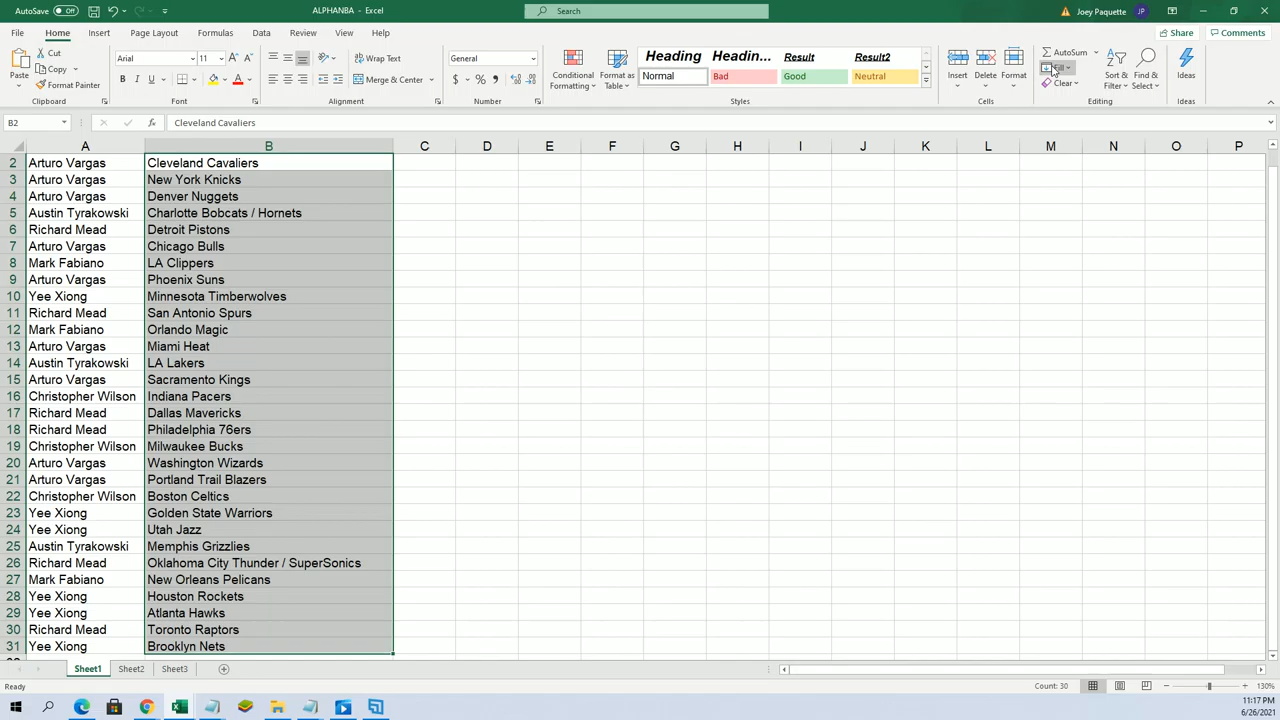 AutoSave Off ALPHANBA - Excel Search Joey Paquette JP
File Home Insert Page Layout Formulas Data Review View Help Share Comments
Paste Cut Copy Format Painter Clipboard
Arial 11 A A B I U A Font
Wrap Text Merge & Center Alignment
General $ % Number
Conditional Formatting Format as Table
Heading Headin... Result Result2
Normal Bad Good Neutral
Styles
Insert Delete Format Cells
AutoSum Fill Clear Sort & Filter Find & Select Editing
Ideas Ideas
B2 fx Cleveland Cavaliers
A B C D E F G H I J K L M N O P
2 Arturo Vargas Cleveland Cavaliers
3 Arturo Vargas New York Knicks
4 Arturo Vargas Denver Nuggets
5 Austin Tyrakowski Charlotte Bobcats / Hornets
6 Richard Mead Detroit Pistons
7 Arturo Vargas Chicago Bulls
8 Mark Fabiano LA Clippers
9 Arturo Vargas Phoenix Suns
10 Yee Xiong Minnesota Timberwolves
11 Richard Mead San Antonio Spurs
12 Mark Fabiano Orlando Magic
13 Arturo Vargas Miami Heat
14 Austin Tyrakowski LA Lakers
15 Arturo Vargas Sacramento Kings
16 Christopher Wilson Indiana Pacers
17 Richard Mead Dallas Mavericks
18 Richard Mead Philadelphia 76ers
19 Christopher Wilson Milwaukee Bucks
20 Arturo Vargas Washington Wizards
21 Arturo Vargas Portland Trail Blazers
22 Christopher Wilson Boston Celtics
23 Yee Xiong Golden State Warriors
24 Yee Xiong Utah Jazz
25 Austin Tyrakowski Memphis Grizzlies
26 Richard Mead Oklahoma City Thunder / SuperSonics
27 Mark Fabiano New Orleans Pelicans
28 Yee Xiong Houston Rockets
29 Yee Xiong Atlanta Hawks
30 Richard Mead Toronto Raptors
31 Yee Xiong Brooklyn Nets
Sheet1 Sheet2 Sheet3
Ready Count: 30 130%
11:17 PM
6/26/2021